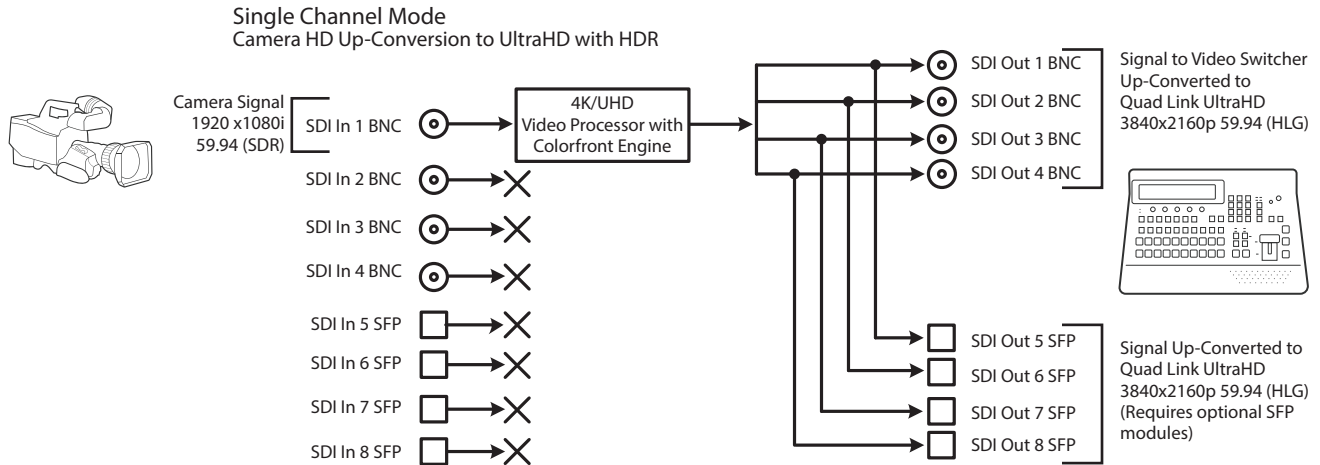 Single Channel Mode
Camera HD Up-Conversion to UltraHD with HDR
Camera Signal
1920 x1080i
59.94 (SDR)
SDI In 1 BNC
SDI In 2 BNC
SDI In 3 BNC
SDI In 4 BNC
SDI In 5 SFP
SDI In 6 SFP
SDI In 7 SFP
SDI In 8 SFP
4K/UHD
Video Processor with
Colorfront Engine
SDI Out 1 BNC
SDI Out 2 BNC
SDI Out 3 BNC
SDI Out 4 BNC
Signal to Video Switcher
Up-Converted to
Quad Link UltraHD
3840x2160p 59.94 (HLG)
SDI Out 5 SFP
SDI Out 6 SFP
SDI Out 7 SFP
SDI Out 8 SFP
Signal Up-Converted to
Quad Link UltraHD
3840x2160p 59.94 (HLG)
(Requires optional SFP
modules)